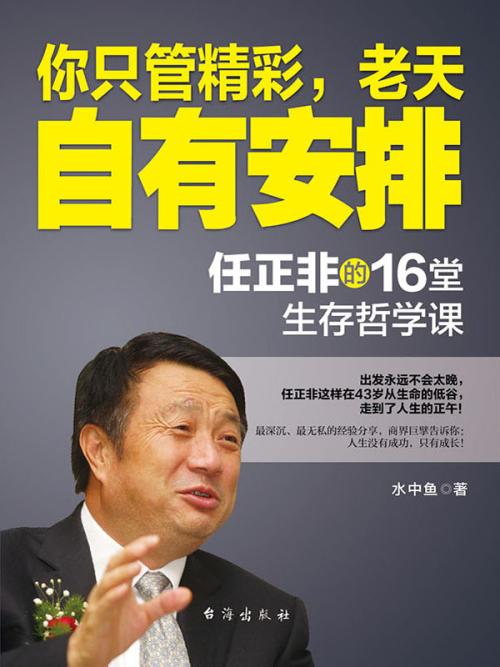 你只管精彩，老天
自有安排
任正非的16堂
生存哲学课
出发永远不会太晚，
任正非这样在43岁从生命的低谷，
走到了人生的正午！
最深沉、最无私的经验分享，商界巨擘告诉你：
人生没有成功，只有成长！
水中鱼◎著
台海出版社